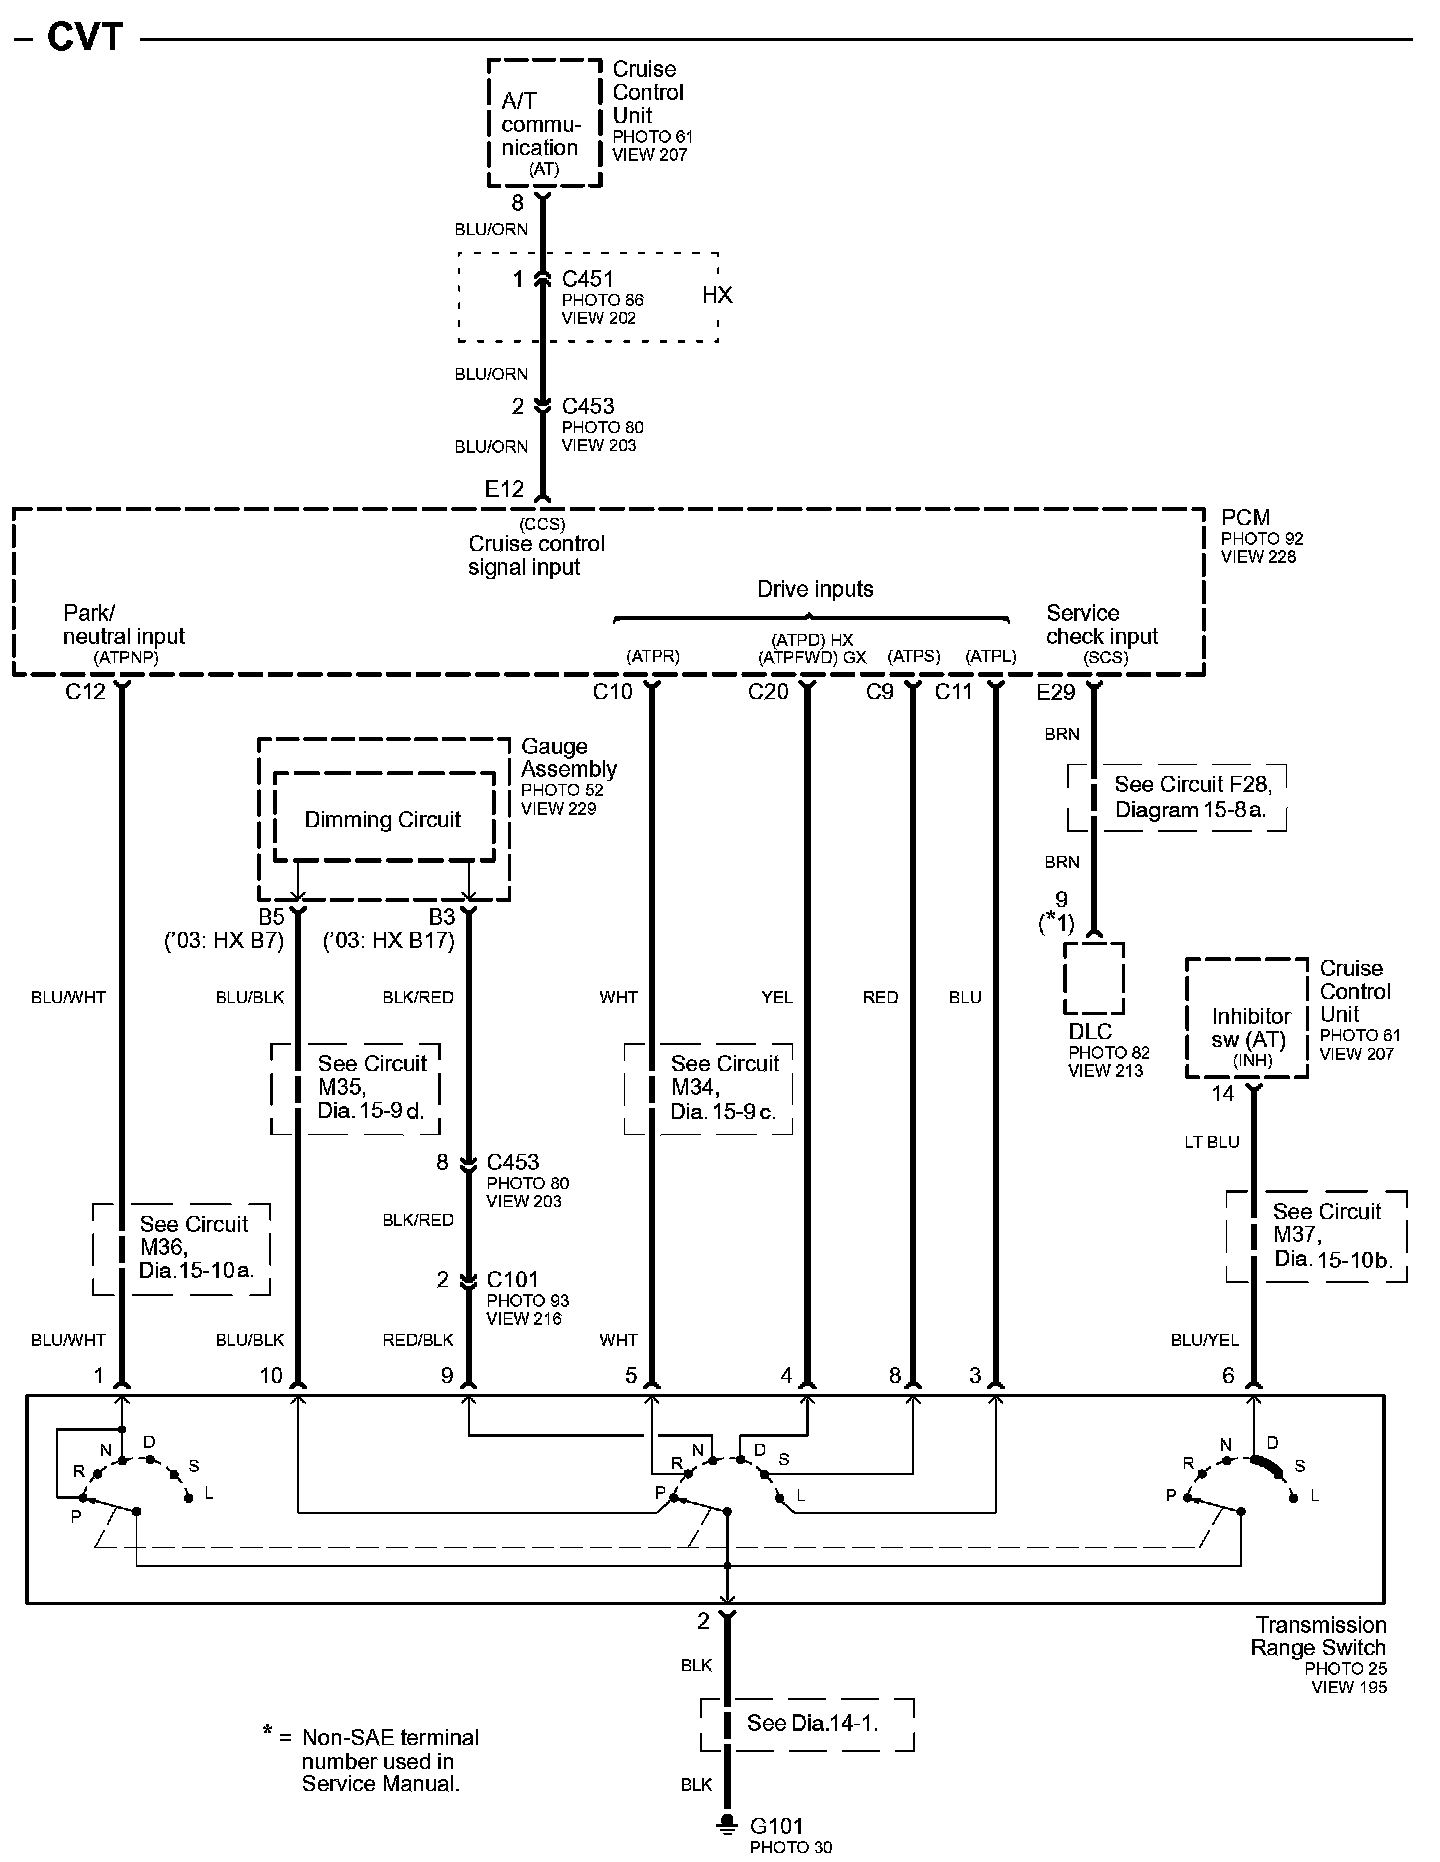 CVT
A/T
commu-
nication
(AT)
Cruise
Control
Unit
PHOTO 61
VIEW 207
8
BLU/ORN
1
C451
PHOTO 86
VIEW 202
HX
BLU/ORN
2
C453
PHOTO 80
VIEW 203
BLU/ORN
E12
(CCS)
Cruise control
signal input
PCM
PHOTO 92
VIEW 228
Drive inputs
Park/
neutral input
(ATPNP)
(ATPR)
(ATPD) HX
(ATPFWD) GX
(ATPS)
(ATPL)
Service
check input
(SCS)
C12
C10
C20
C9
C11
E29
BRN
Gauge
Assembly
PHOTO 52
VIEW 229
Dimming Circuit
See Circuit F28,
Diagram 15-8a.
BRN
9
(*1)
B5
('03: HX B7)
B3
('03: HX B17)
DLC
PHOTO 82
VIEW 213
Inhibitor
sw (AT)
(INH)
Cruise
Control
Unit
PHOTO 61
VIEW 207
BLU/WHT
BLU/BLK
BLK/RED
WHT
YEL
RED
BLU
See Circuit
M35,
Dia. 15-9d.
See Circuit
M34,
Dia. 15-9c.
14
LT BLU
8
C453
PHOTO 80
VIEW 203
BLK/RED
See Circuit
M36,
Dia.15-10a.
See Circuit
M37,
Dia. 15-10b.
2
C101
PHOTO 93
VIEW 216
BLU/WHT
BLU/BLK
RED/BLK
WHT
BLU/YEL
1
10
9
5
4
8
3
6
P
R
N
D
S
L
P
R
N
D
S
L
P
R
N
D
S
L
2
Transmission
Range Switch
PHOTO 25
VIEW 195
BLK
See Dia.14-1.
BLK
* = Non-SAE terminal
number used in
Service Manual.
G101
PHOTO 30